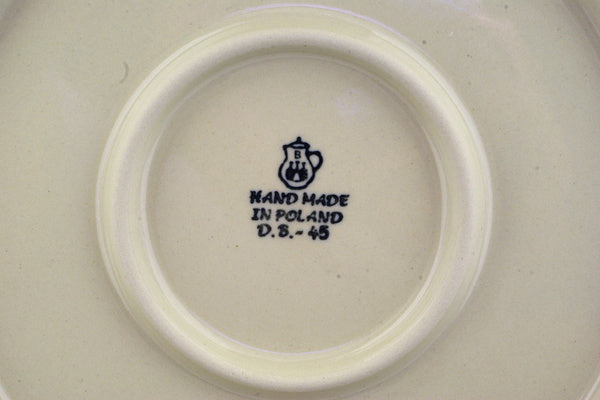 B
HAND MADE
IN POLAND
D.S.- 45